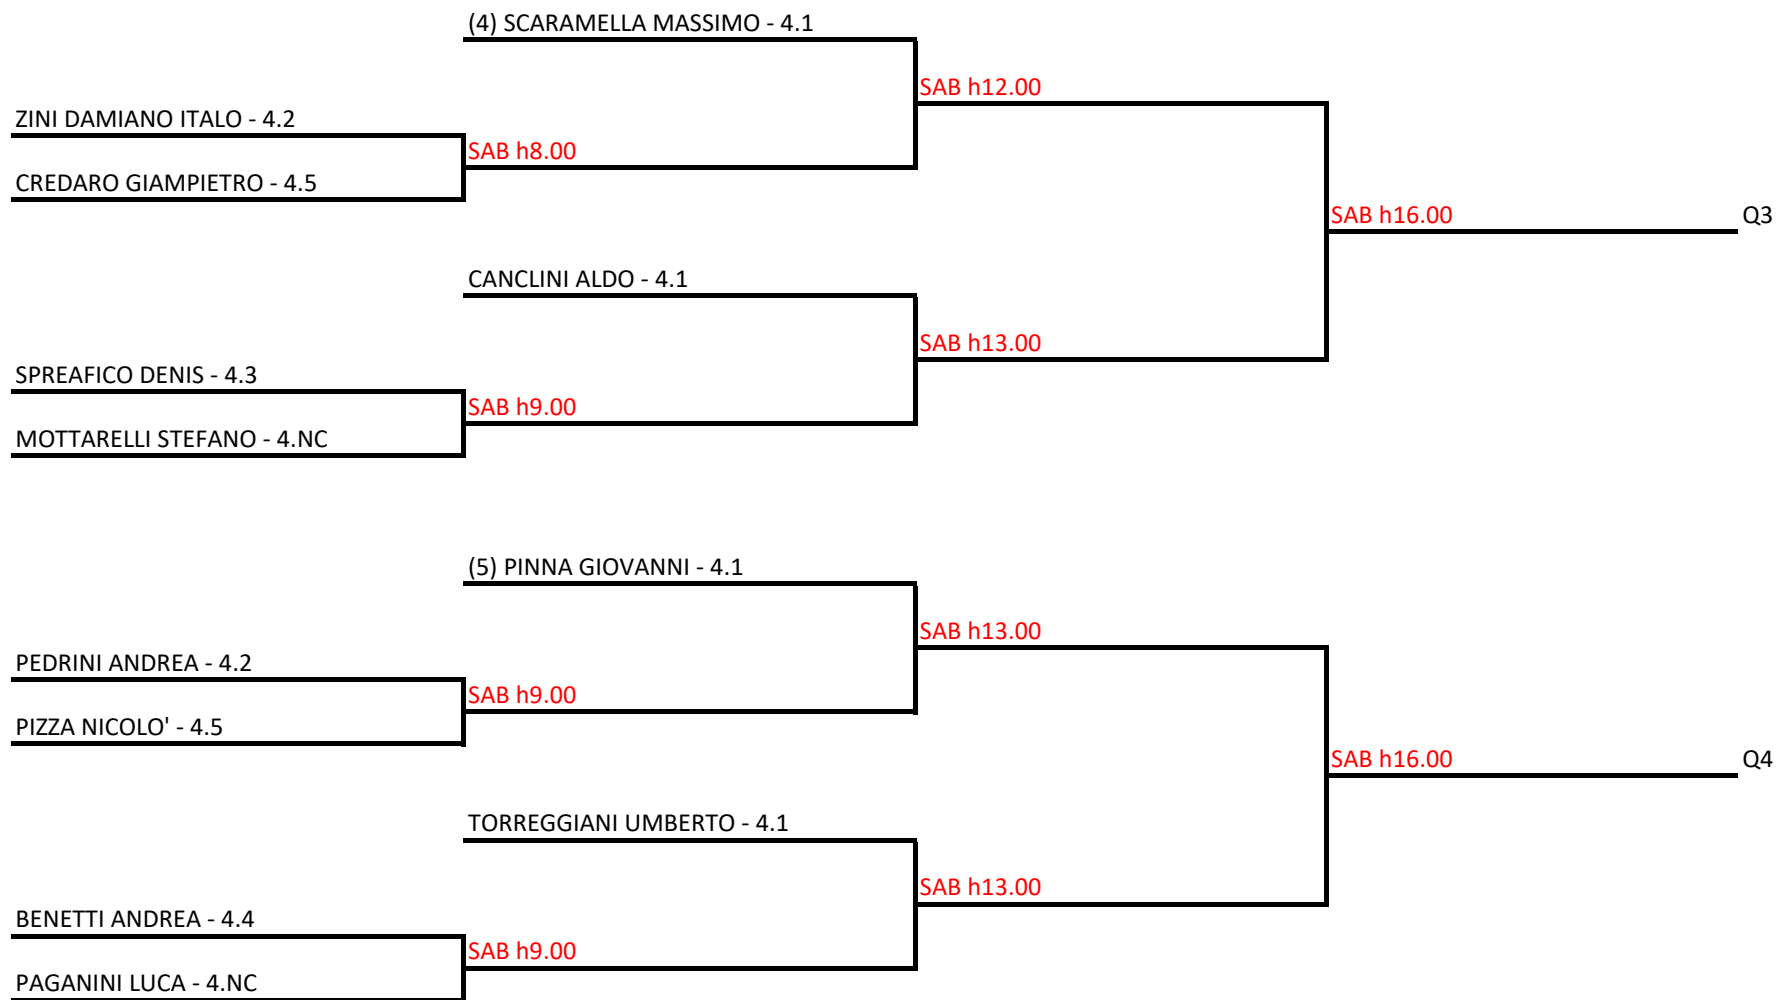 (4) SCARAMELLA MASSIMO - 4.1
SAB h12.00
ZINI DAMIANO ITALO - 4.2
SAB h8.00
CREDARO GIAMPIETRO - 4.5
SAB h16.00
Q3
CANCLINI ALDO - 4.1
SAB h13.00
SPREAFICO DENIS - 4.3
SAB h9.00
MOTTARELLI STEFANO - 4.NC
(5) PINNA GIOVANNI - 4.1
SAB h13.00
PEDRINI ANDREA - 4.2
SAB h9.00
PIZZA NICOLO' - 4.5
SAB h16.00
Q4
TORREGGIANI UMBERTO - 4.1
SAB h13.00
BENETTI ANDREA - 4.4
SAB h9.00
PAGANINI LUCA - 4.NC